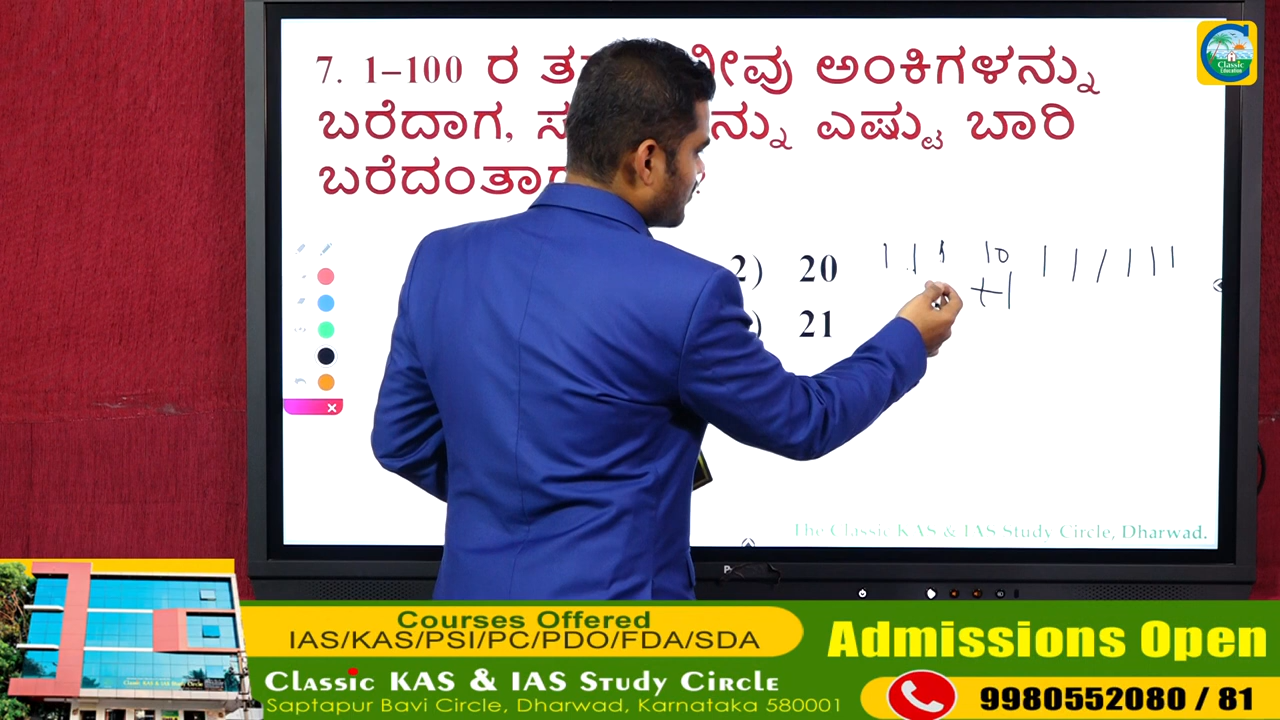 7. 1–100 ರ ನೀವು ಅಂಕಿಗಳನ್ನು
ಬರೆದಾಗ, ಎಷ್ಟು ಬಾರಿ
2) 20
21
10
+1
The Classic KAS & IAS Study Circle, Dharwad.
Classic
Education
Courses Offered
IAS/KAS/PSI/PC/PDO/FDA/SDA
Classic KAS & IAS Study Circle
Saptapur Bavi Circle, Dharwad, Karnataka 580001
Admissions Open
9980552080 / 81